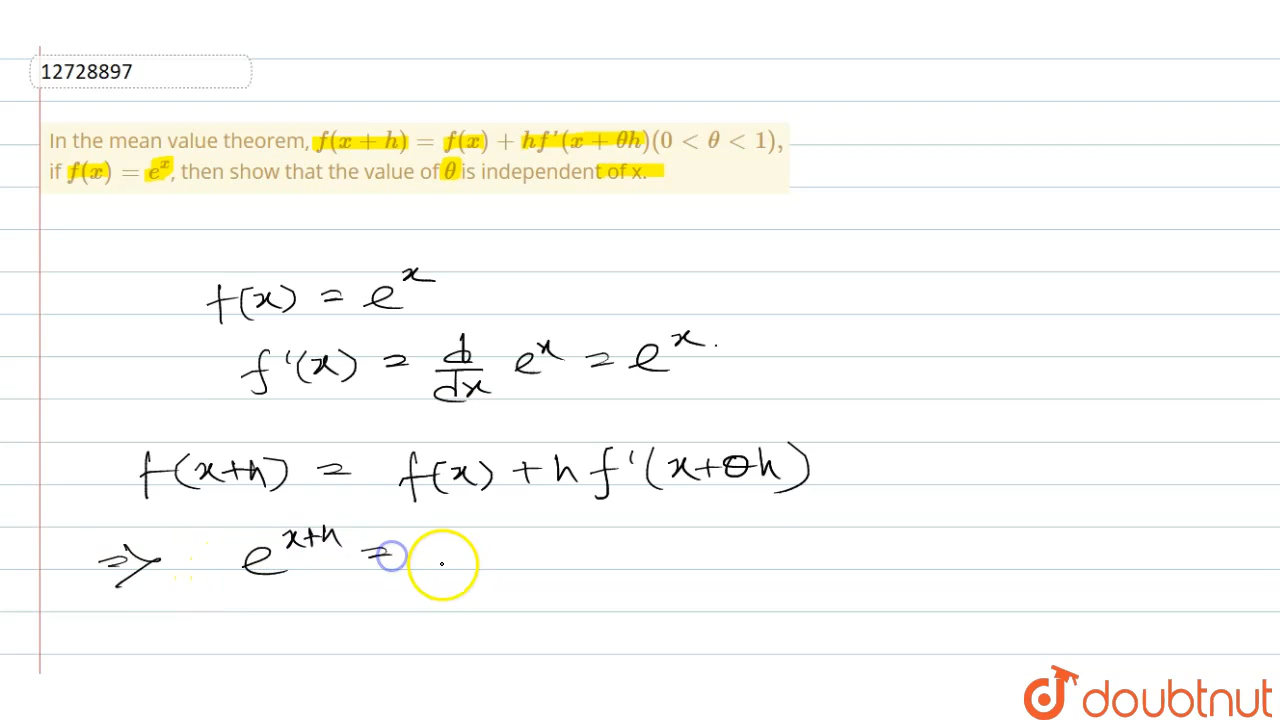 12728897
In the mean value theorem, f(x + h) = f(x) + hf'(x + θh)(0 < θ < 1),
if f(x) = e^x, then show that the value of θ is independent of x.
f(x) = e^x
f'(x) = d/dx e^x = e^x.
f(x+h) = f(x) + h f'(x+θh)
⇒ e^{x+h} =
doubtnut